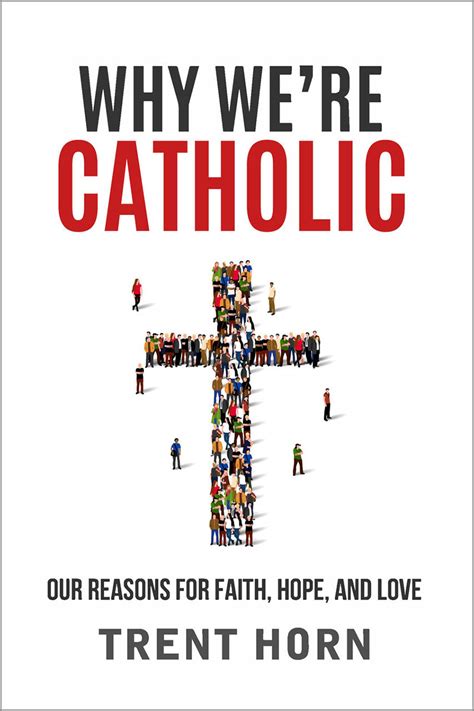 WHY WE'RE
CATHOLIC
OUR REASONS FOR FAITH, HOPE, AND LOVE
TRENT HORN